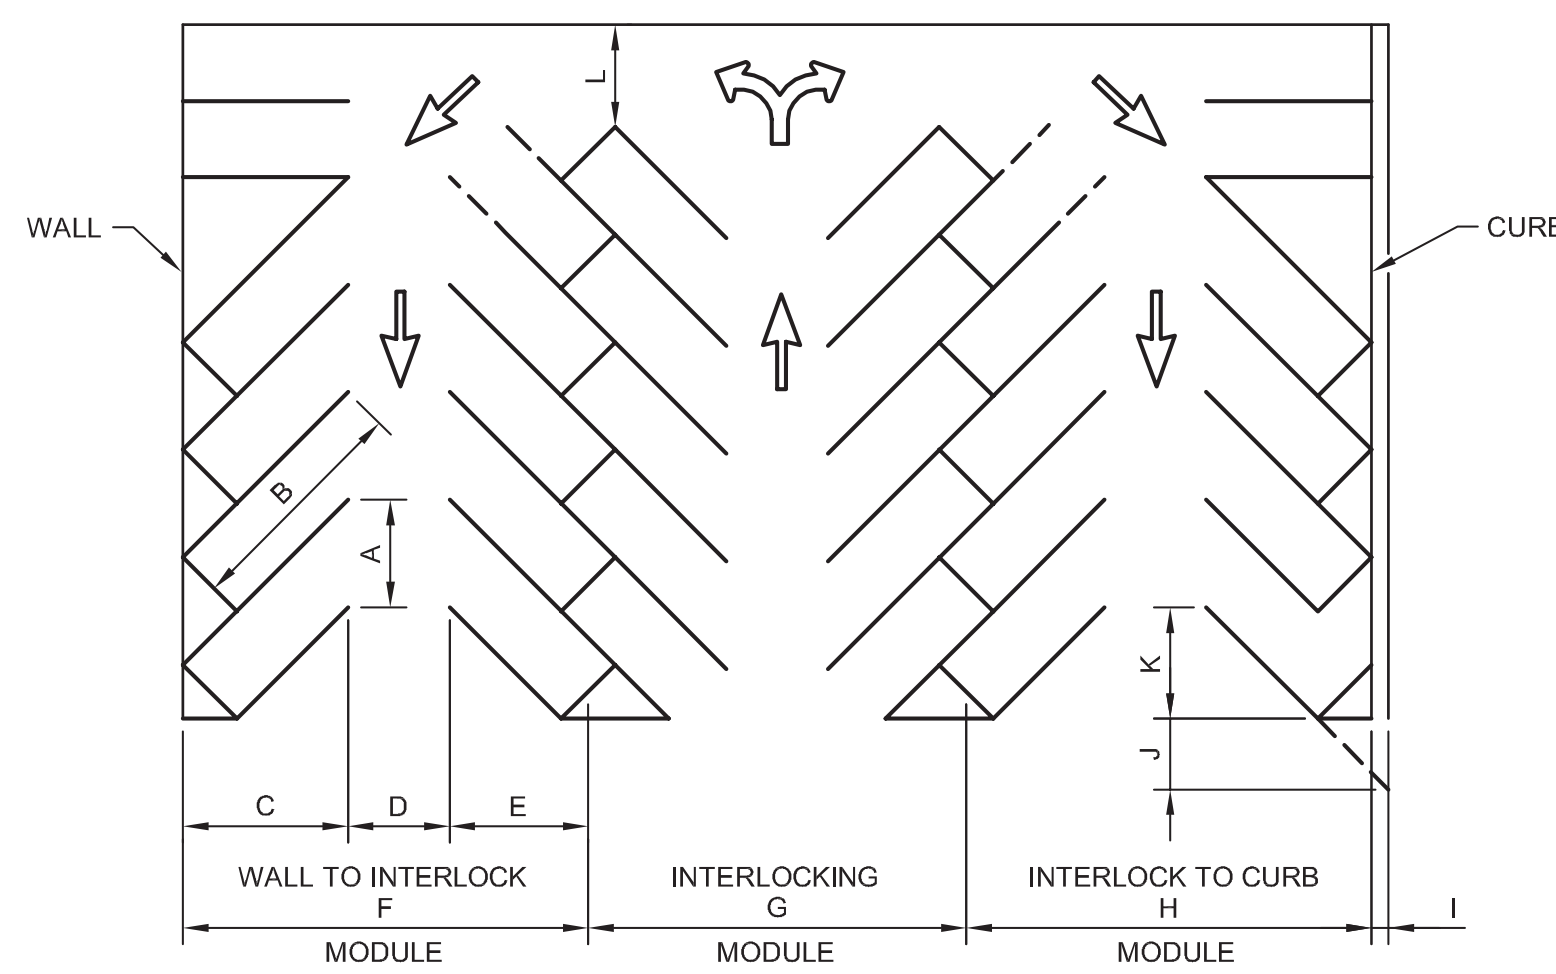 L
WALL
CURB
B
A
K
J
C
D
E
WALL TO INTERLOCK
INTERLOCKING
INTERLOCK TO CURB
F
G
H
I
MODULE
MODULE
MODULE